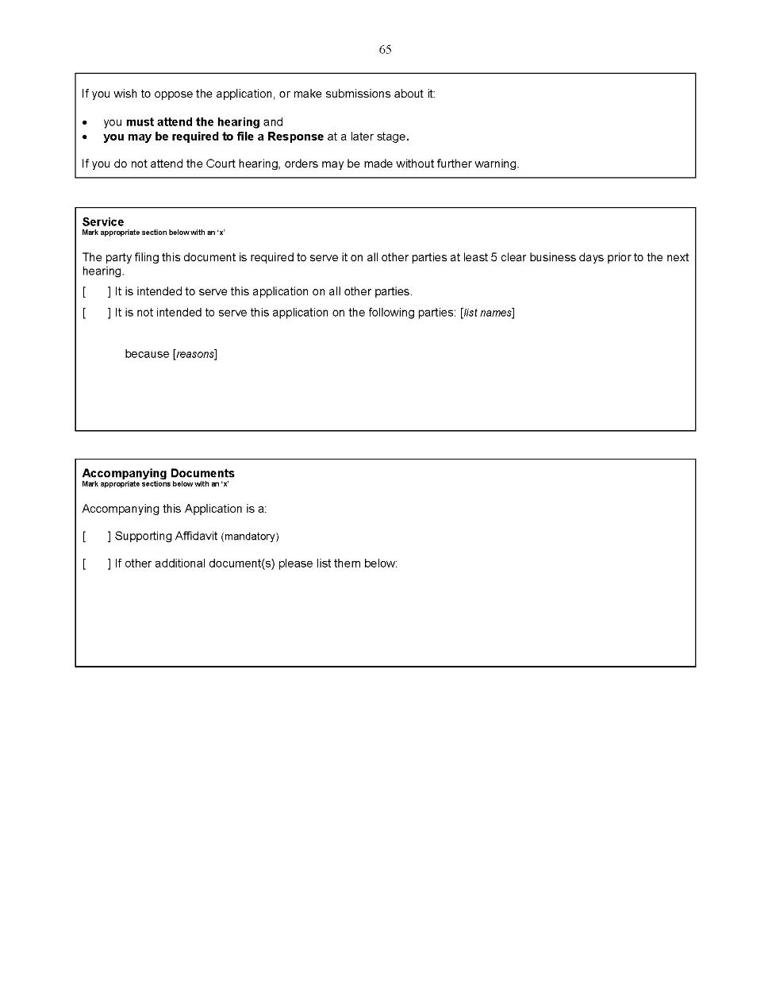 65
If you wish to oppose the application, or make submissions about it:
• you must attend the hearing and
• you may be required to file a Response at a later stage.
If you do not attend the Court hearing, orders may be made without further warning.
Service
Mark appropriate section below with an ‘x’
The party filing this document is required to serve it on all other parties at least 5 clear business days prior to the next
hearing.
[ ] It is intended to serve this application on all other parties.
[ ] It is not intended to serve this application on the following parties: [list names]
because [reasons]
Accompanying Documents
Mark appropriate sections below with an ‘x’
Accompanying this Application is a:
[ ] Supporting Affidavit (mandatory)
[ ] If other additional document(s) please list them below: